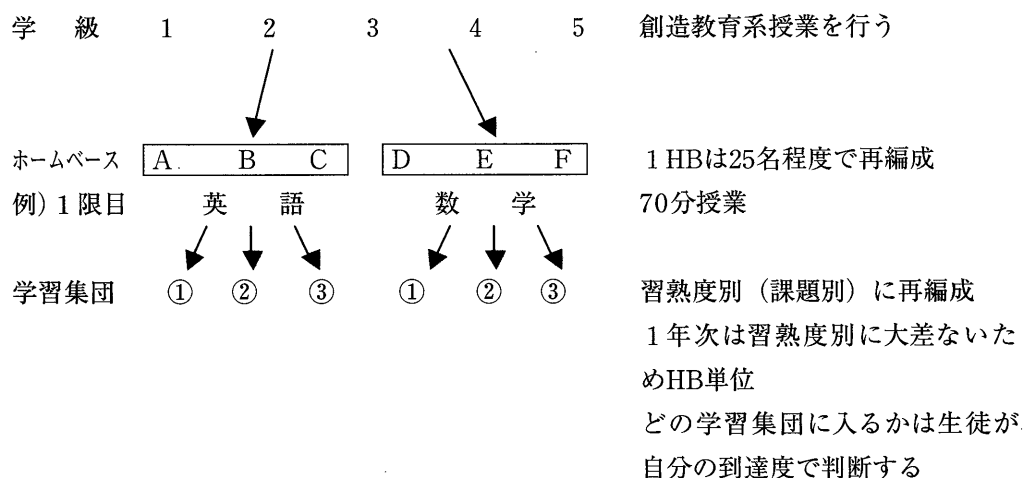 学級 1 2 3 4 5 創造教育系授業を行う
ホームベース A B C D E F 1HBは25名程度で再編成
例）1限目 英語 数学 70分授業
学習集団 ① ② ③ ① ② ③ 習熟度別（課題別）に再編成
1年次は習熟度別に大差ないた
めHB単位
どの学習集団に入るかは生徒が、
自分の到達度で判断する